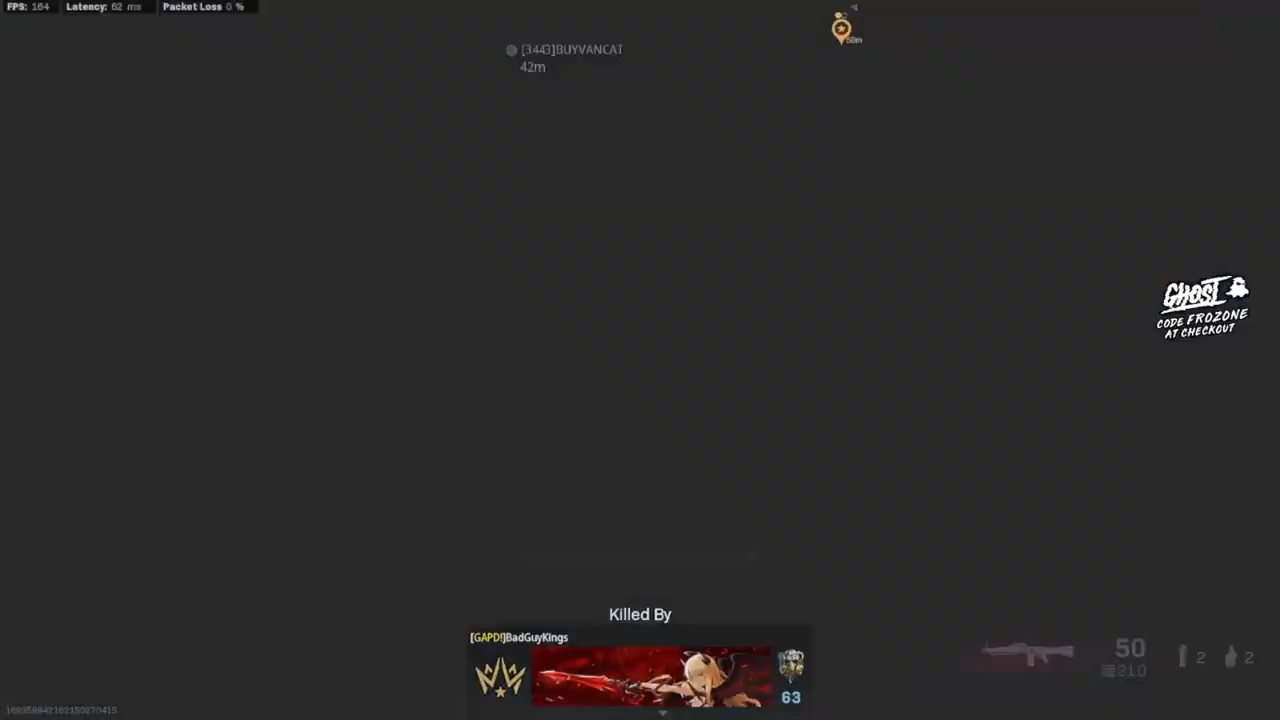 FPS: 164 Latency: 62 ms Packet Loss 0 %
[3443]BUYVANCAT
42m
GHOST
CODE FROZONE
AT CHECKOUT
Killed By
[GAPD!]BadGuyKings
63
50
210
2
2